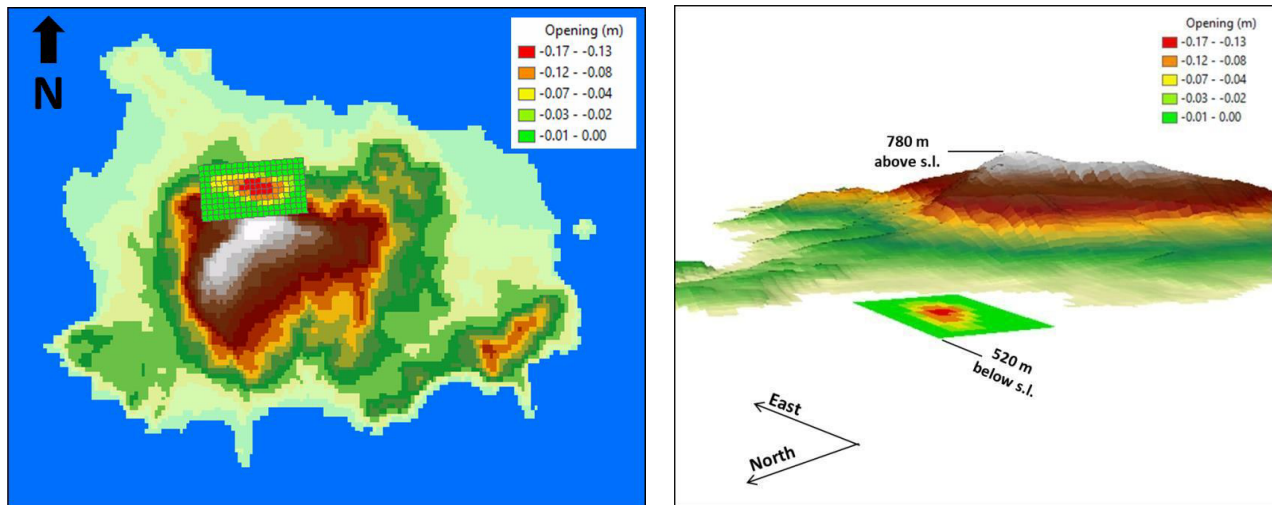 N
Opening (m)
-0.17 - -0.13
-0.12 - -0.08
-0.07 - -0.04
-0.03 - -0.02
-0.01 - 0.00
Opening (m)
-0.17 - -0.13
-0.12 - -0.08
-0.07 - -0.04
-0.03 - -0.02
-0.01 - 0.00
780 m
above s.l.
520 m
below s.l.
East
North